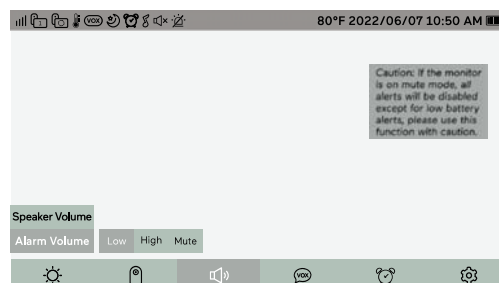 VOX 80°F 2022/06/07 10:50 AM
Caution: If the monitor
is on mute mode, all
alerts will be disabled
except for low battery
alerts, please use this
function with caution.
Speaker Volume
Alarm Volume Low High Mute
VOX